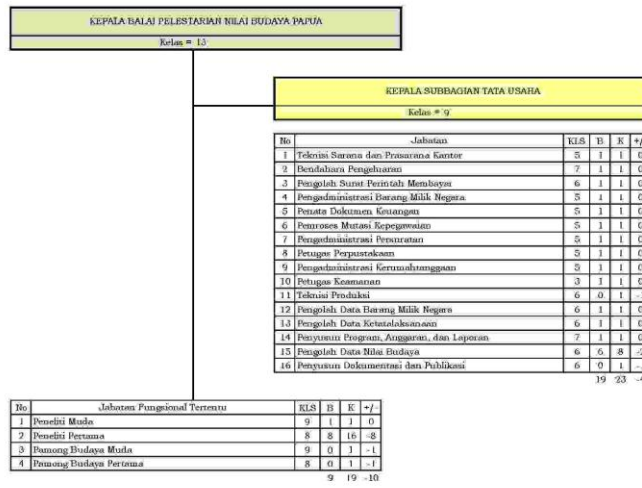 KEPALA BALAI PELESTARIAN NILAI BUDAYA PAPUA
Kelas = 13
KEPALA SUBBAGIAN TATA USAHA
Kelas = 9
No Jabatan KLS B K +/
1 Teknisi Sarana dan Prasarana Kantor 5 1 1 0
2 Bendahara Pengeluaran 7 1 1 0
3 Pengolah Surat Perintah Membayar 6 1 1 0
4 Pengadministrasi Barang Milik Negara 5 1 1 0
5 Penata Dokumen Keuangan 5 1 1 0
6 Pemroses Mutasi Kepegawaian 5 1 1 0
7 Pengadministrasi Persuratan 5 1 1 0
8 Petugas Perpustakaan 5 1 1 0
9 Pengadministrasi Kerumahtanggaan 5 1 1 0
10 Petugas Keamanan 3 1 1 0
11 Teknisi Produksi 6 0 1 -
12 Pengolah Data Barang Milik Negara 6 1 1 0
13 Pengolah Data Ketatalaksanaan 6 1 1 0
14 Penyusun Program, Anggaran, dan Laporan 7 1 1 0
15 Pengolah Data Nilai Budaya 6 6 8 -2
16 Penyusun Dokumentasi dan Publikasi 6 0 1 -
19 23 -4
No Jabatan Fungsional Tertentu KLS B K +/-
1 Peneliti Muda 9 1 1 0
2 Peneliti Pertama 8 8 16 -8
3 Pamong Budaya Muda 9 0 1 -1
4 Pamong Budaya Pertama 8 0 1 -1
9 19 -10